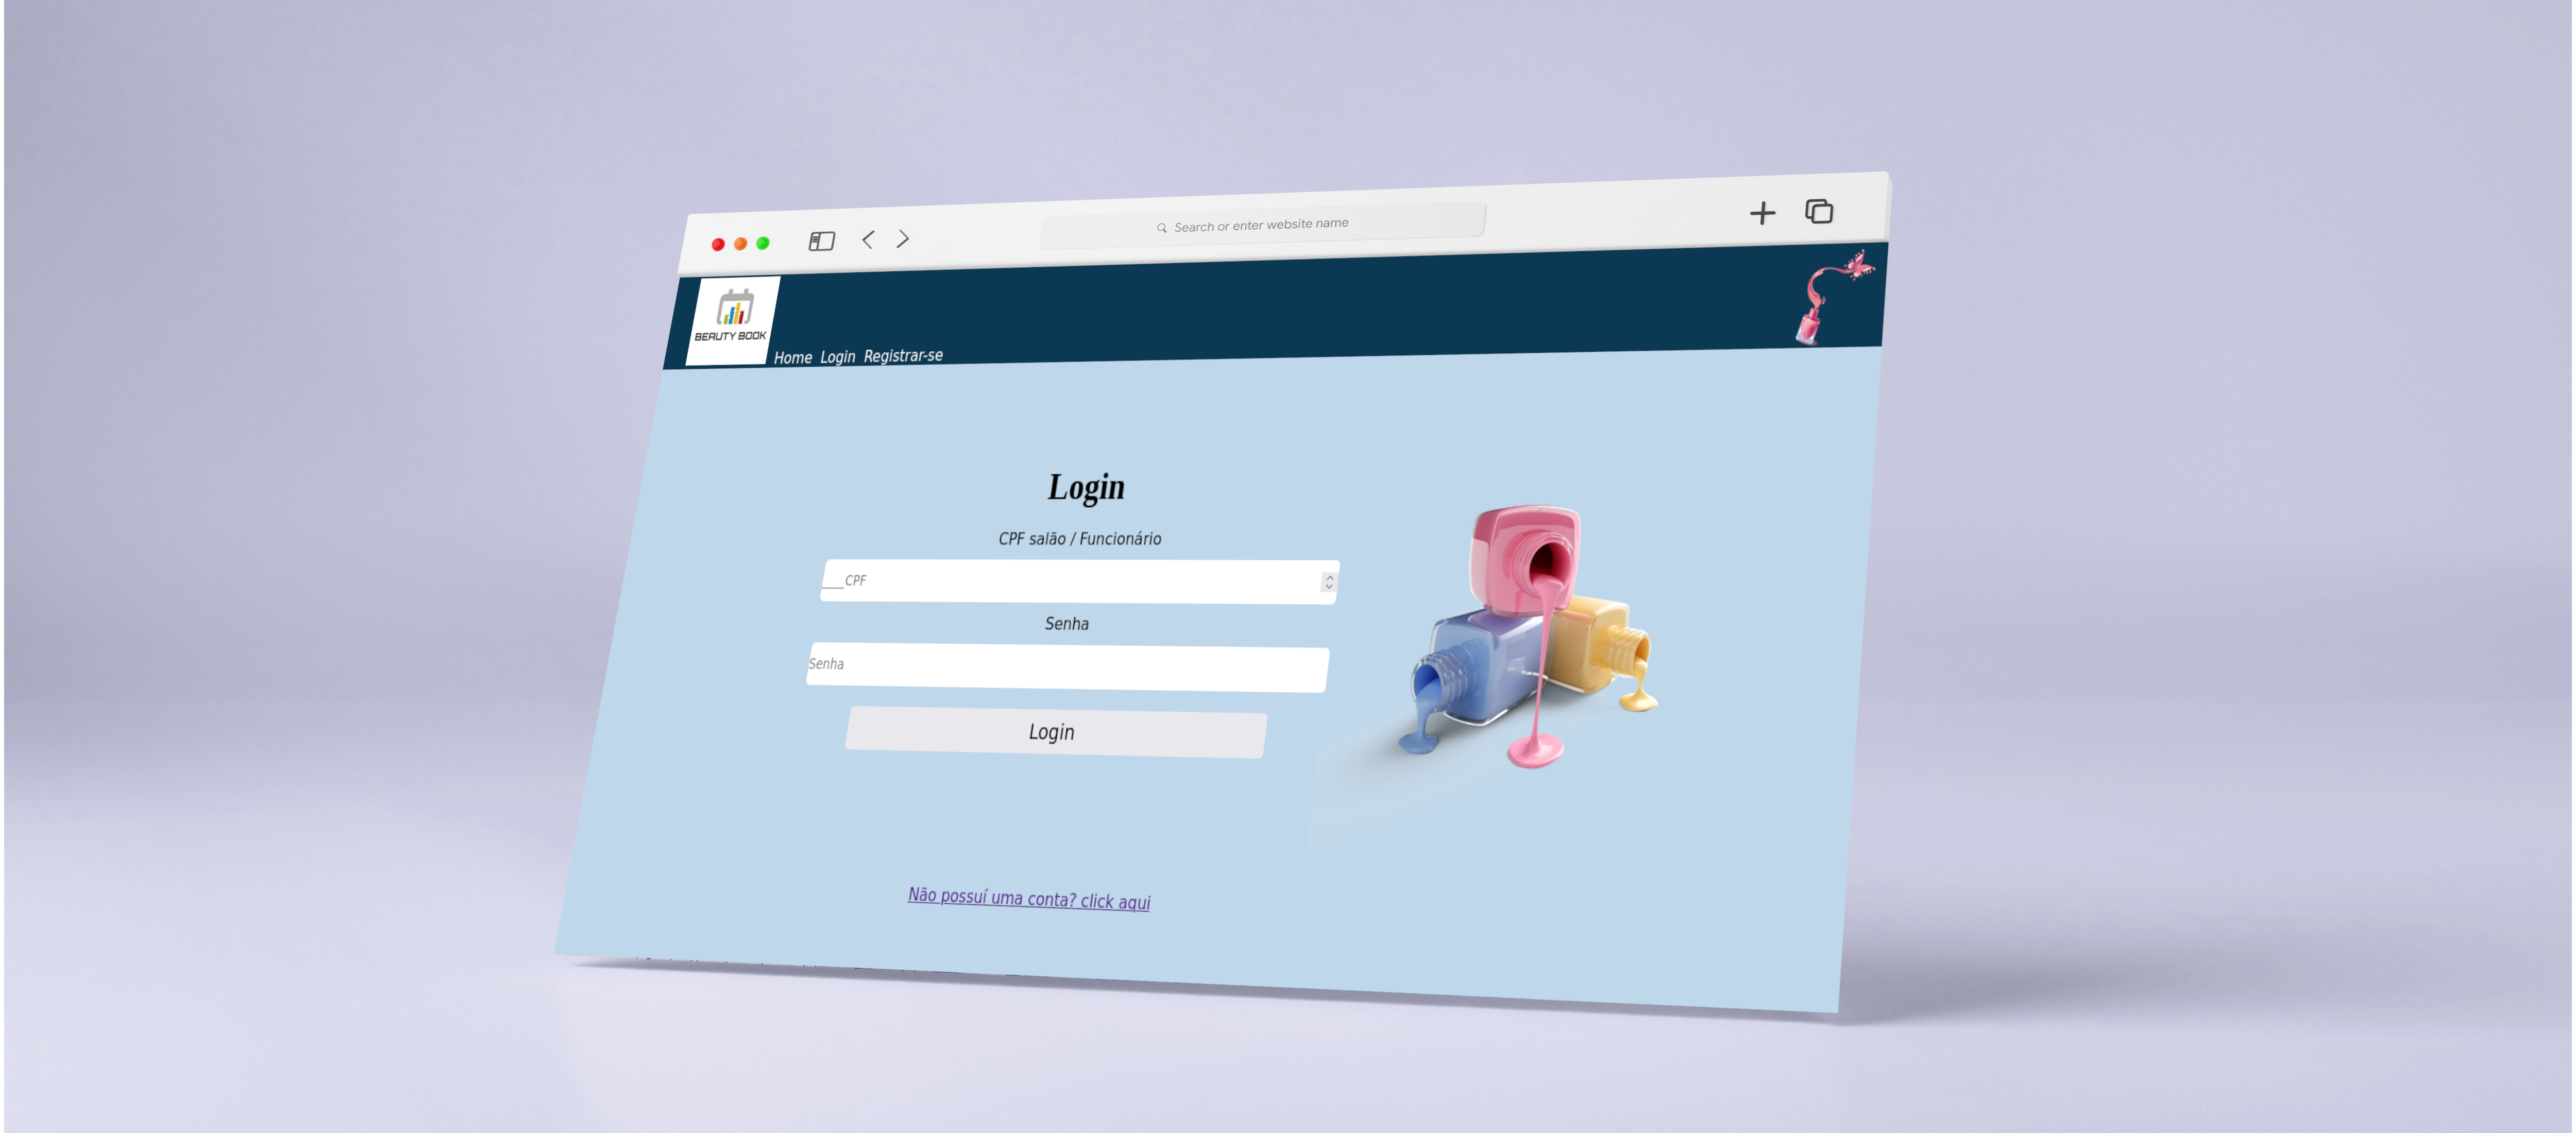 Search or enter website name
BEAUTY BOOK
Home Login Registrar-se
Login
CPF salão / Funcionário
___CPF
Senha
Senha
Login
Não possuí uma conta? click aqui